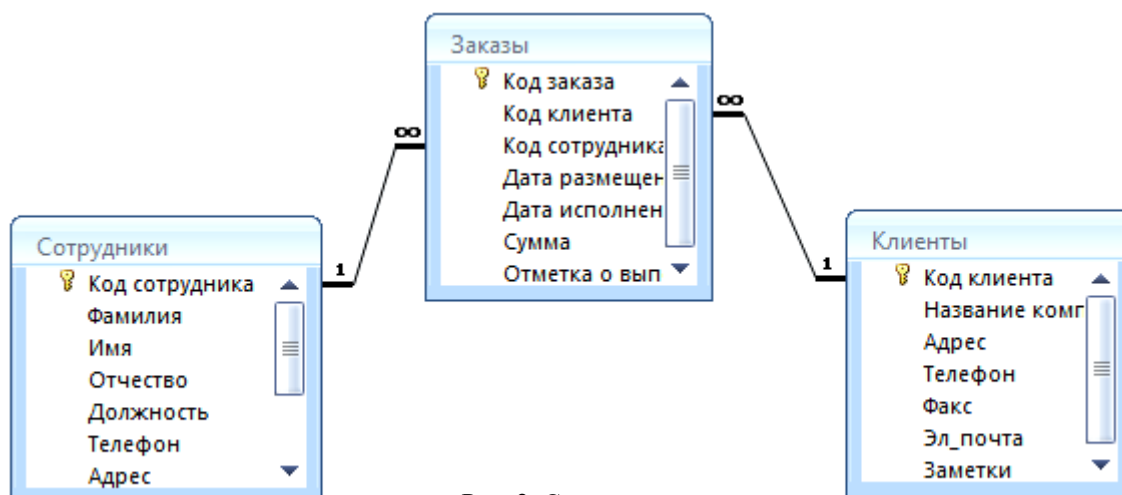 Заказы
Код заказа
Код клиента
Код сотрудника
Дата размещен
Дата исполнен
Сумма
Отметка о вып
∞
∞
1
1
Сотрудники
Код сотрудника
Фамилия
Имя
Отчество
Должность
Телефон
Адрес
Клиенты
Код клиента
Название комп
Адрес
Телефон
Факс
Эл_почта
Заметки